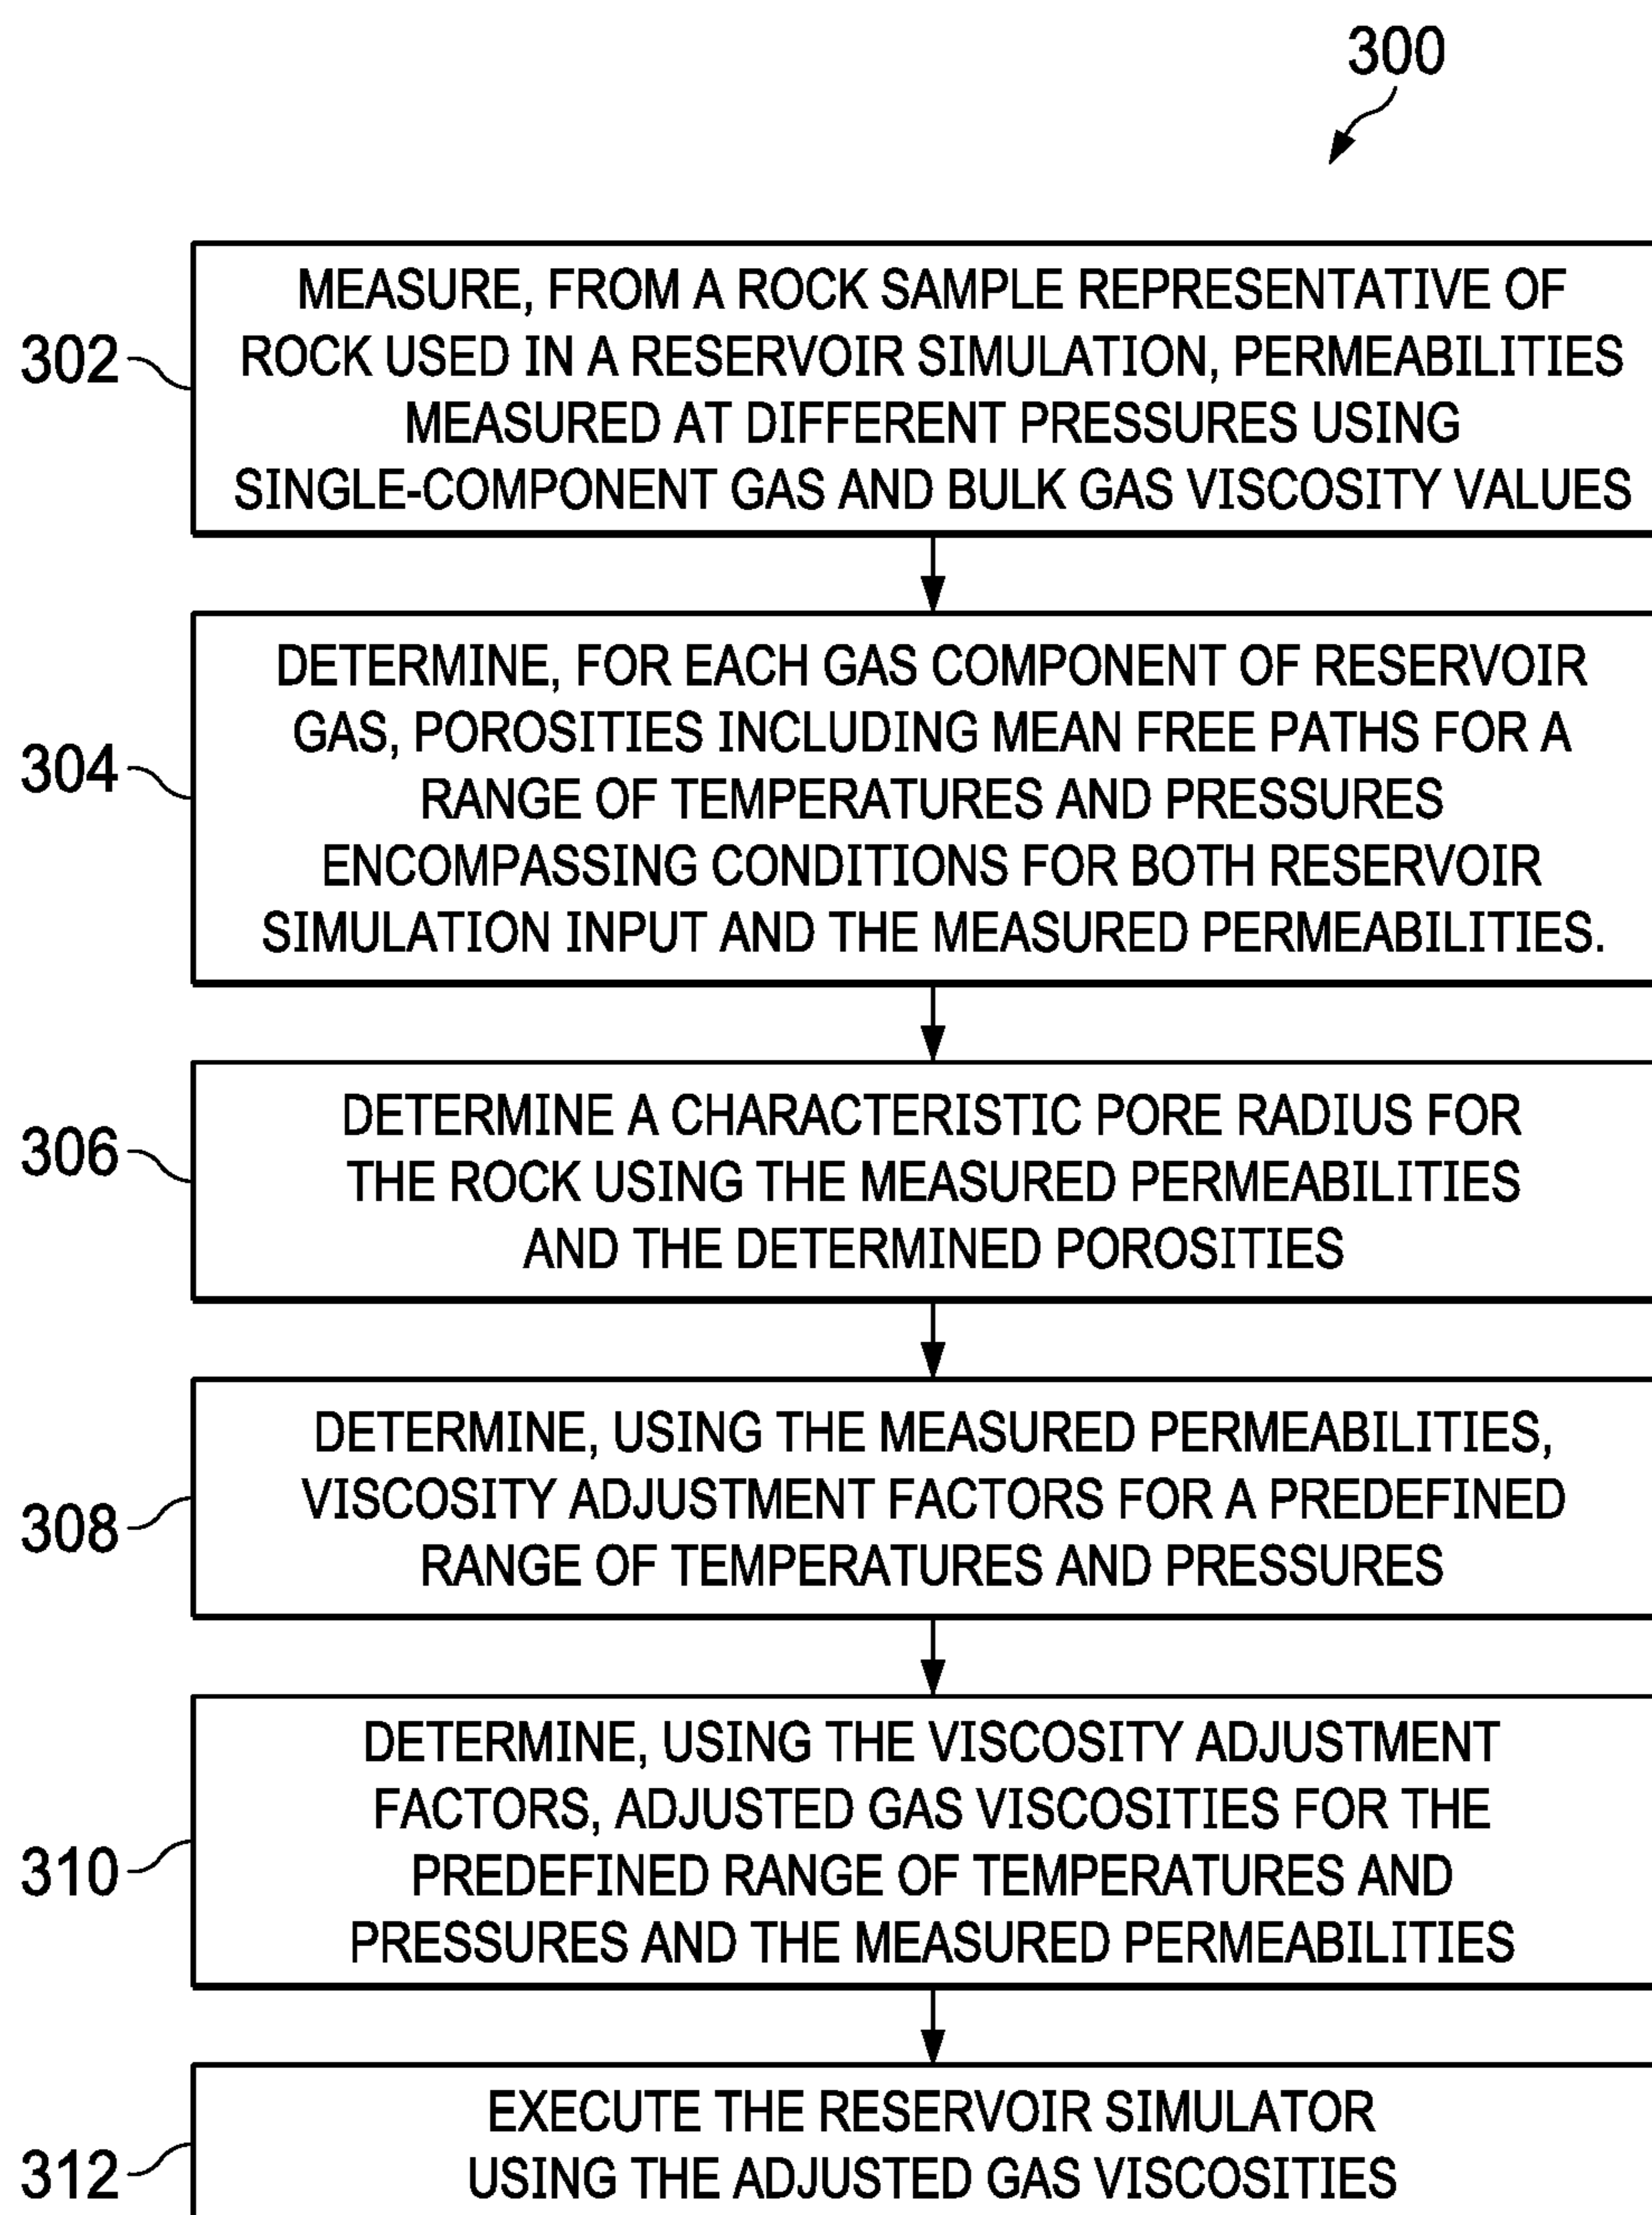 300
302
MEASURE, FROM A ROCK SAMPLE REPRESENTATIVE OF
ROCK USED IN A RESERVOIR SIMULATION, PERMEABILITIES
MEASURED AT DIFFERENT PRESSURES USING
SINGLE-COMPONENT GAS AND BULK GAS VISCOSITY VALUES
304
DETERMINE, FOR EACH GAS COMPONENT OF RESERVOIR
GAS, POROSITIES INCLUDING MEAN FREE PATHS FOR A
RANGE OF TEMPERATURES AND PRESSURES
ENCOMPASSING CONDITIONS FOR BOTH RESERVOIR
SIMULATION INPUT AND THE MEASURED PERMEABILITIES.
306
DETERMINE A CHARACTERISTIC PORE RADIUS FOR
THE ROCK USING THE MEASURED PERMEABILITIES
AND THE DETERMINED POROSITIES
308
DETERMINE, USING THE MEASURED PERMEABILITIES,
VISCOSITY ADJUSTMENT FACTORS FOR A PREDEFINED
RANGE OF TEMPERATURES AND PRESSURES
310
DETERMINE, USING THE VISCOSITY ADJUSTMENT
FACTORS, ADJUSTED GAS VISCOSITIES FOR THE
PREDEFINED RANGE OF TEMPERATURES AND
PRESSURES AND THE MEASURED PERMEABILITIES
312
EXECUTE THE RESERVOIR SIMULATOR
USING THE ADJUSTED GAS VISCOSITIES